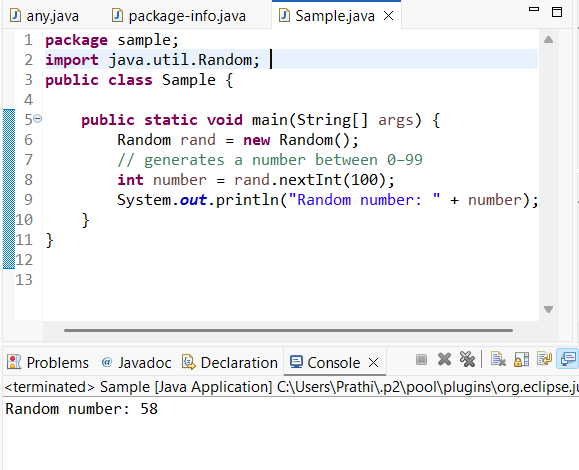 any.java package-info.java Sample.java
1 package sample;
2 import java.util.Random;
3 public class Sample {
4
5 public static void main(String[] args) {
6 Random rand = new Random();
7 // generates a number between 0–99
8 int number = rand.nextInt(100);
9 System.out.println("Random number: " + number);
10 }
11 }
12
13
Problems @ Javadoc Declaration Console
<terminated> Sample [Java Application] C:\Users\Prathi\.p2\pool\plugins\org.eclipse.ju
Random number: 58